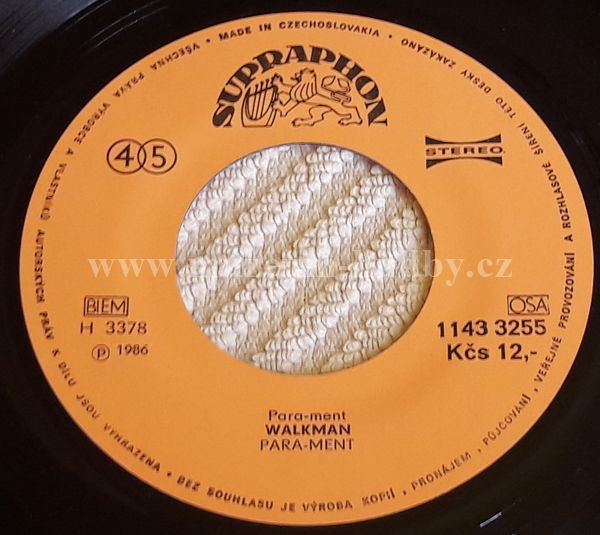 • MADE IN CZECHOSLOVAKIA •
VŠECHNA PRÁVA VÝROBCE A VLASTNÍKŮ AUTORSKÝCH PRÁV K DÍLU JSOU VYHRAZENA • BEZ SOUHLASU JE VÝROBA KOPIÍ, PRONÁJEM, PŮJČOVÁNÍ, VEŘEJNÉ PROVOZOVÁNÍ A ROZHLASOVÉ ŠÍŘENÍ TÉTO DESKY ZAKÁZÁNO
SUPRAPHON
45
STEREO
www. .cz
BIEM
OSA
H 3378
1143 3255
℗ 1986
Kčs 12,-
Para-ment
WALKMAN
PARA-MENT